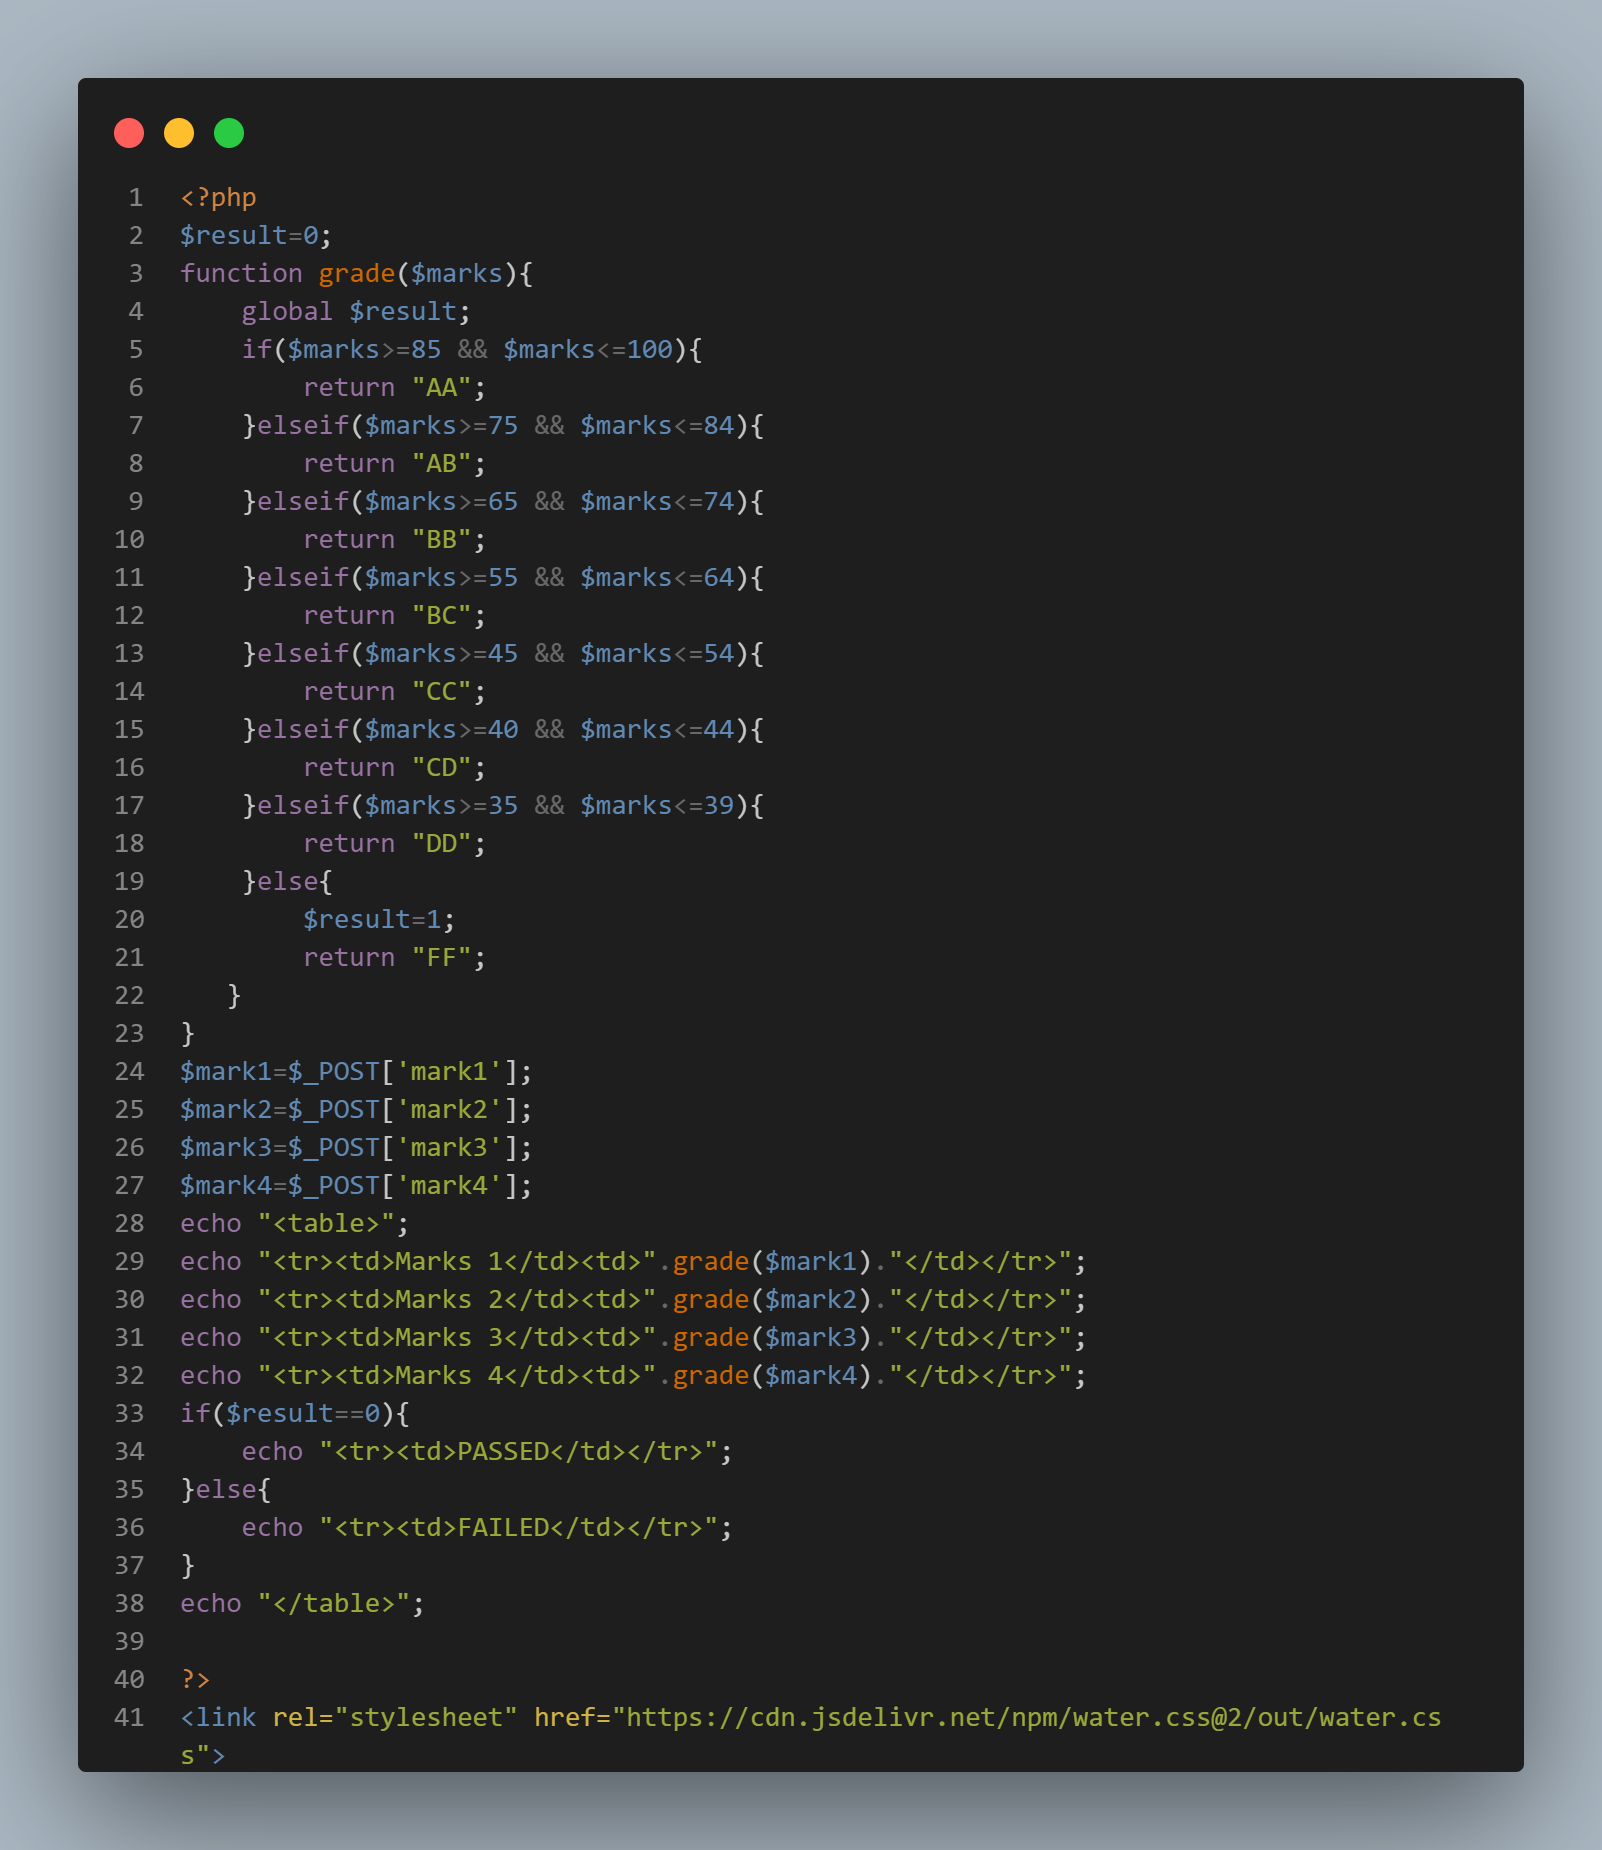 1 <?php
2 $result=0;
3 function grade($marks){
4     global $result;
5     if($marks>=85 && $marks<=100){
6         return "AA";
7     }elseif($marks>=75 && $marks<=84){
8         return "AB";
9     }elseif($marks>=65 && $marks<=74){
10         return "BB";
11     }elseif($marks>=55 && $marks<=64){
12         return "BC";
13     }elseif($marks>=45 && $marks<=54){
14         return "CC";
15     }elseif($marks>=40 && $marks<=44){
16         return "CD";
17     }elseif($marks>=35 && $marks<=39){
18         return "DD";
19     }else{
20         $result=1;
21         return "FF";
22    }
23 }
24 $mark1=$_POST['mark1'];
25 $mark2=$_POST['mark2'];
26 $mark3=$_POST['mark3'];
27 $mark4=$_POST['mark4'];
28 echo "<table>";
29 echo "<tr><td>Marks 1</td><td>".grade($mark1)."</td></tr>";
30 echo "<tr><td>Marks 2</td><td>".grade($mark2)."</td></tr>";
31 echo "<tr><td>Marks 3</td><td>".grade($mark3)."</td></tr>";
32 echo "<tr><td>Marks 4</td><td>".grade($mark4)."</td></tr>";
33 if($result==0){
34     echo "<tr><td>PASSED</td></tr>";
35 }else{
36     echo "<tr><td>FAILED</td></tr>";
37 }
38 echo "</table>";
39
40 ?>
41 <link rel="stylesheet" href="https://cdn.jsdelivr.net/npm/water.css@2/out/water.cs
s">